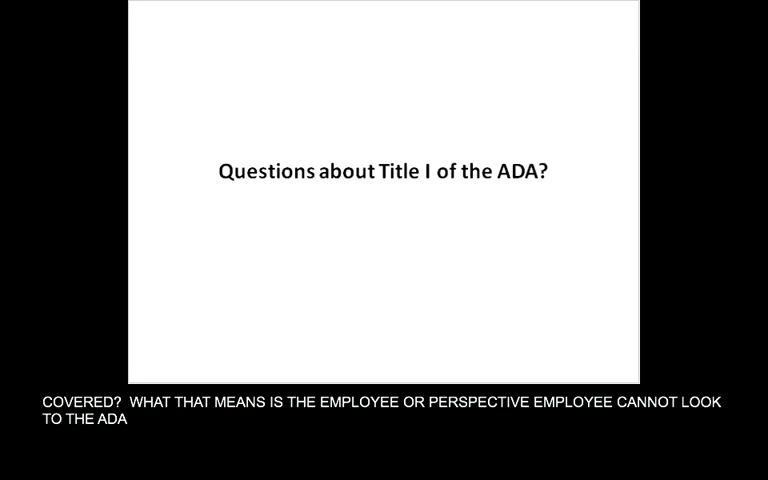 Questions about Title I of the ADA?
COVERED?  WHAT THAT MEANS IS THE EMPLOYEE OR PERSPECTIVE EMPLOYEE CANNOT LOOK
TO THE ADA